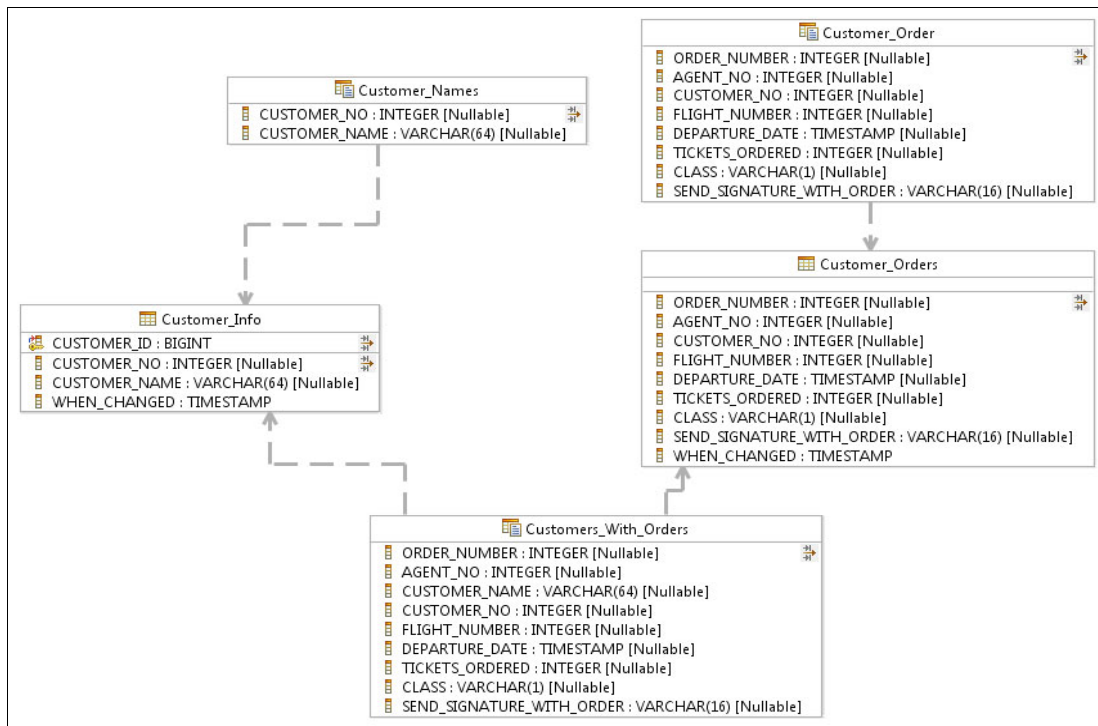 Customer_Names
CUSTOMER_NO : INTEGER [Nullable]
CUSTOMER_NAME : VARCHAR(64) [Nullable]
Customer_Order
ORDER_NUMBER : INTEGER [Nullable]
AGENT_NO : INTEGER [Nullable]
CUSTOMER_NO : INTEGER [Nullable]
FLIGHT_NUMBER : INTEGER [Nullable]
DEPARTURE_DATE : TIMESTAMP [Nullable]
TICKETS_ORDERED : INTEGER [Nullable]
CLASS : VARCHAR(1) [Nullable]
SEND_SIGNATURE_WITH_ORDER : VARCHAR(16) [Nullable]
Customer_Info
CUSTOMER_ID : BIGINT
CUSTOMER_NO : INTEGER [Nullable]
CUSTOMER_NAME : VARCHAR(64) [Nullable]
WHEN_CHANGED : TIMESTAMP
Customer_Orders
ORDER_NUMBER : INTEGER [Nullable]
AGENT_NO : INTEGER [Nullable]
CUSTOMER_NO : INTEGER [Nullable]
FLIGHT_NUMBER : INTEGER [Nullable]
DEPARTURE_DATE : TIMESTAMP [Nullable]
TICKETS_ORDERED : INTEGER [Nullable]
CLASS : VARCHAR(1) [Nullable]
SEND_SIGNATURE_WITH_ORDER : VARCHAR(16) [Nullable]
WHEN_CHANGED : TIMESTAMP
Customers_With_Orders
ORDER_NUMBER : INTEGER [Nullable]
AGENT_NO : INTEGER [Nullable]
CUSTOMER_NAME : VARCHAR(64) [Nullable]
CUSTOMER_NO : INTEGER [Nullable]
FLIGHT_NUMBER : INTEGER [Nullable]
DEPARTURE_DATE : TIMESTAMP [Nullable]
TICKETS_ORDERED : INTEGER [Nullable]
CLASS : VARCHAR(1) [Nullable]
SEND_SIGNATURE_WITH_ORDER : VARCHAR(16) [Nullable]